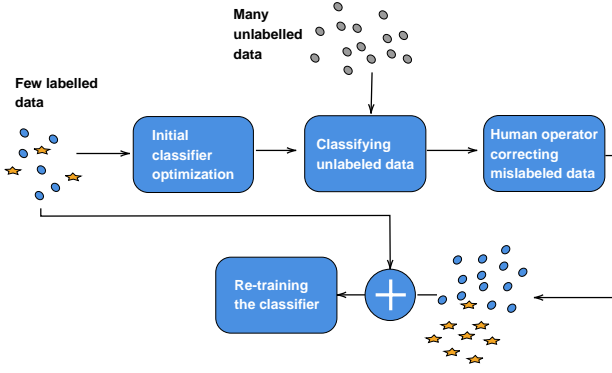 Many
unlabelled
data
Few labelled
data
Initial
classifier
optimization
Classifying
unlabeled data
Human operator
correcting
mislabeled data
Re-training
the classifier